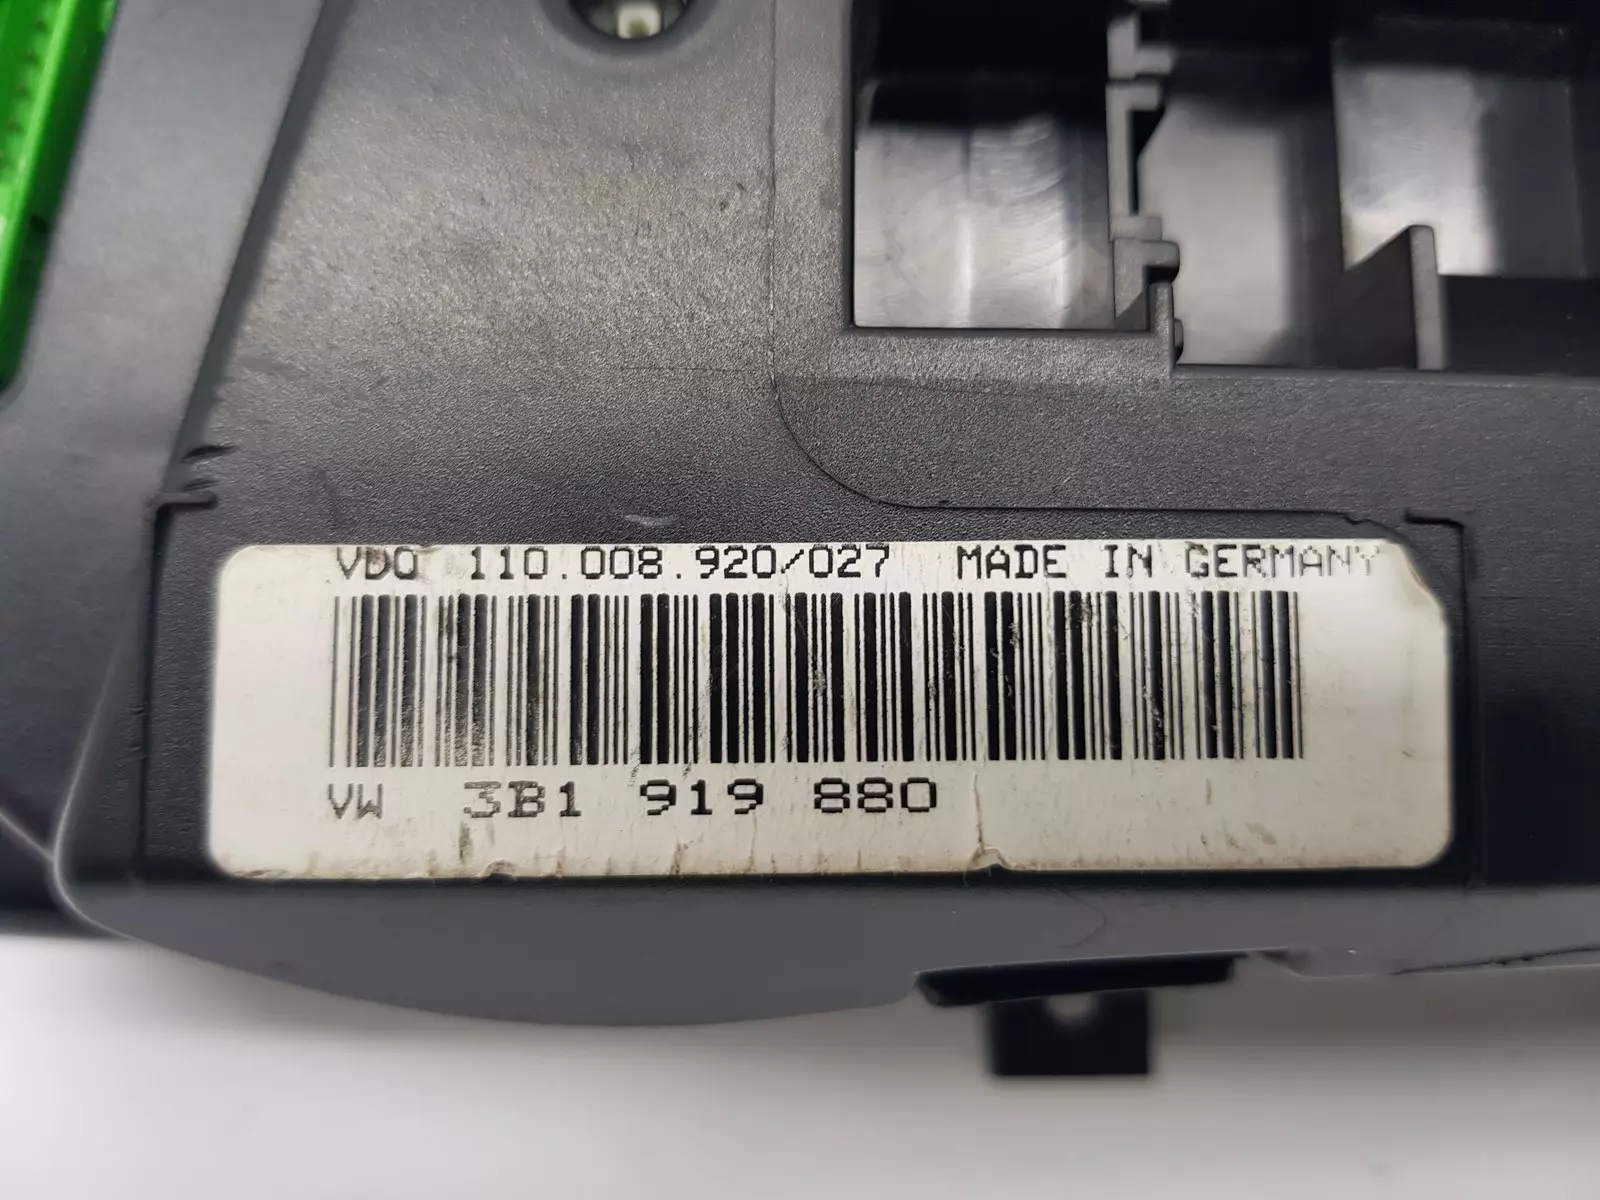 VDO 110.008.920/027 MADE IN GERMANY
VW 3B1 919 880